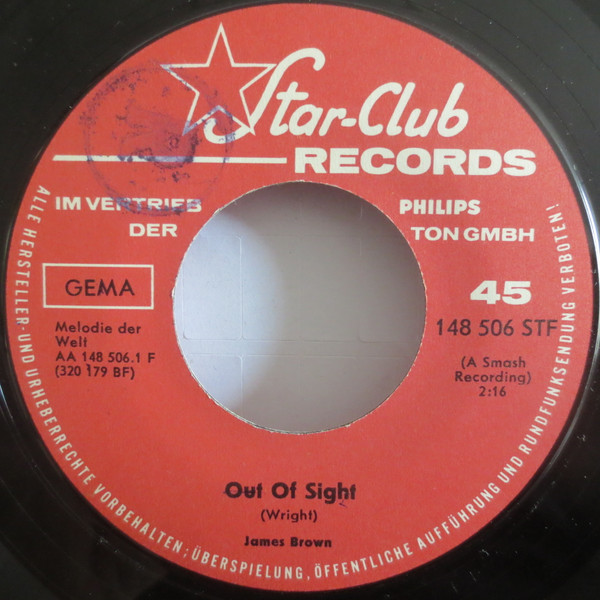 Star-Club
RECORDS
IM VERTRIEB DER
PHILIPS TON GMBH
GEMA
45
148 506 STF
Melodie der
Welt
AA 148 506.1 F
(320 179 BF)
(A Smash
Recording)
2:16
Out Of Sight
(Wright)
James Brown
ALLE HERSTELLER- UND URHEBERRECHTE VORBEHALTEN; ÜBERSPIELUNG, ÖFFENTLICHE AUFFÜHRUNG UND RUNDFUNKSENDUNG VERBOTEN!